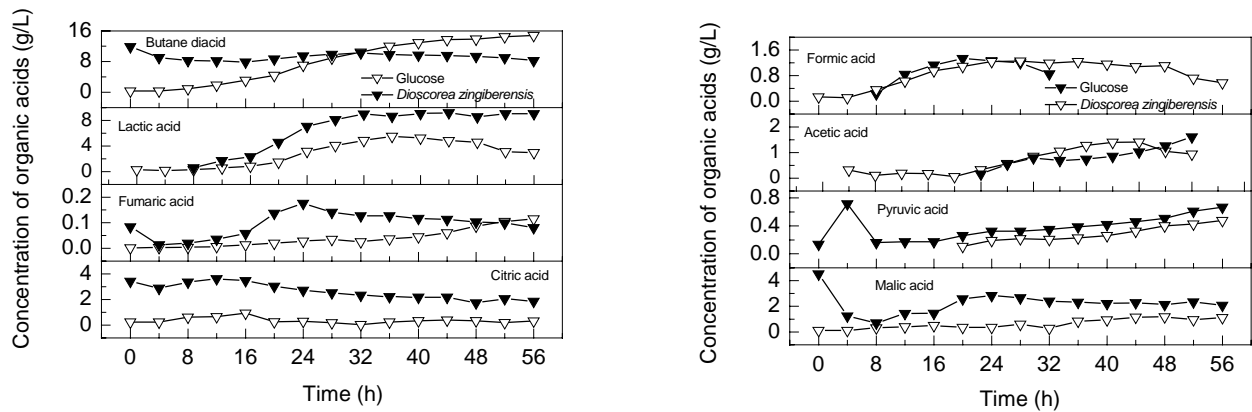 Concentration of organic acids (g/L)
16
12
8
4
0
Butane diacid
Glucose
Dioscorea zingiberensis
8
4
0
Lactic acid
0.2
0.1
0.0
Fumaric acid
4
2
0
Citric acid
0 8 16 24 32 40 48 56
Time (h)
Concentration of organic acids (g/L)
1.8
1.2
0.6
0.0
Formic acid
Glucose
Dioscorea zingiberensis
2
1
0
Acetic acid
0.8
0.4
0.0
Pyruvic acid
4
2
0
Malic acid
0 8 16 24 32 40 48 56
Time (h)